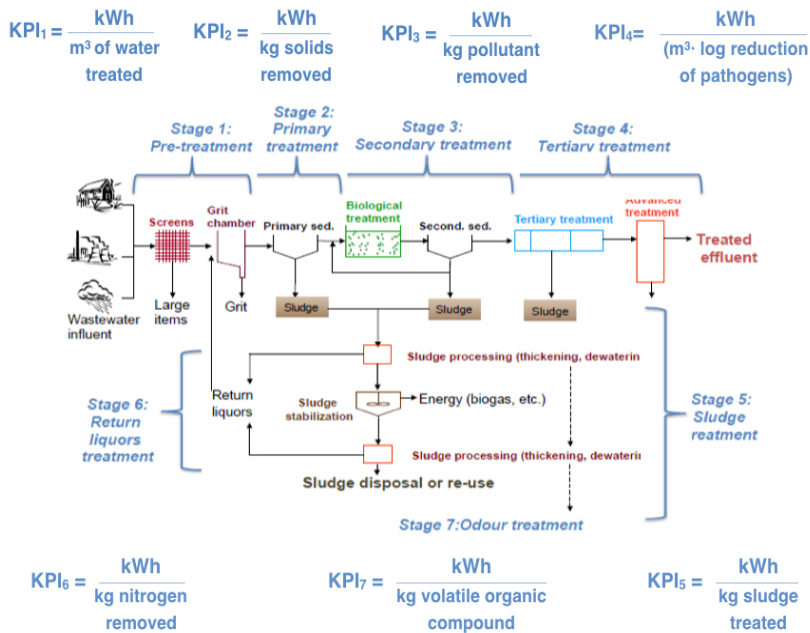 KPI1 = kWh / m³ of water treated
KPI2 = kWh / kg solids removed
KPI3 = kWh / kg pollutant removed
KPI4= kWh / (m³· log reduction of pathogens)
Stage 1:
Pre-treatment
Stage 2:
Primary
treatment
Stage 3:
Secondary treatment
Stage 4:
Tertiary treatment
Screens
Grit
chamber
Primary sed.
Biological
treatment
Second. sed.
Tertiary treatment
Advanced
treatment
Treated
effluent
Wastewater
influent
Large
items
Grit
Sludge
Sludge
Sludge
Sludge processing (thickening, dewaterin
Stage 6:
Return
liquors
treatment
Return
liquors
Sludge
stabilization
Energy (biogas, etc.)
Stage 5:
Sludge
reatment
Sludge processing (thickening, dewateri
Sludge disposal or re-use
Stage 7:Odour treatment
KPI6 = kWh / kg nitrogen removed
KPI7 = kWh / kg volatile organic compound
KPI5 = kWh / kg sludge treated